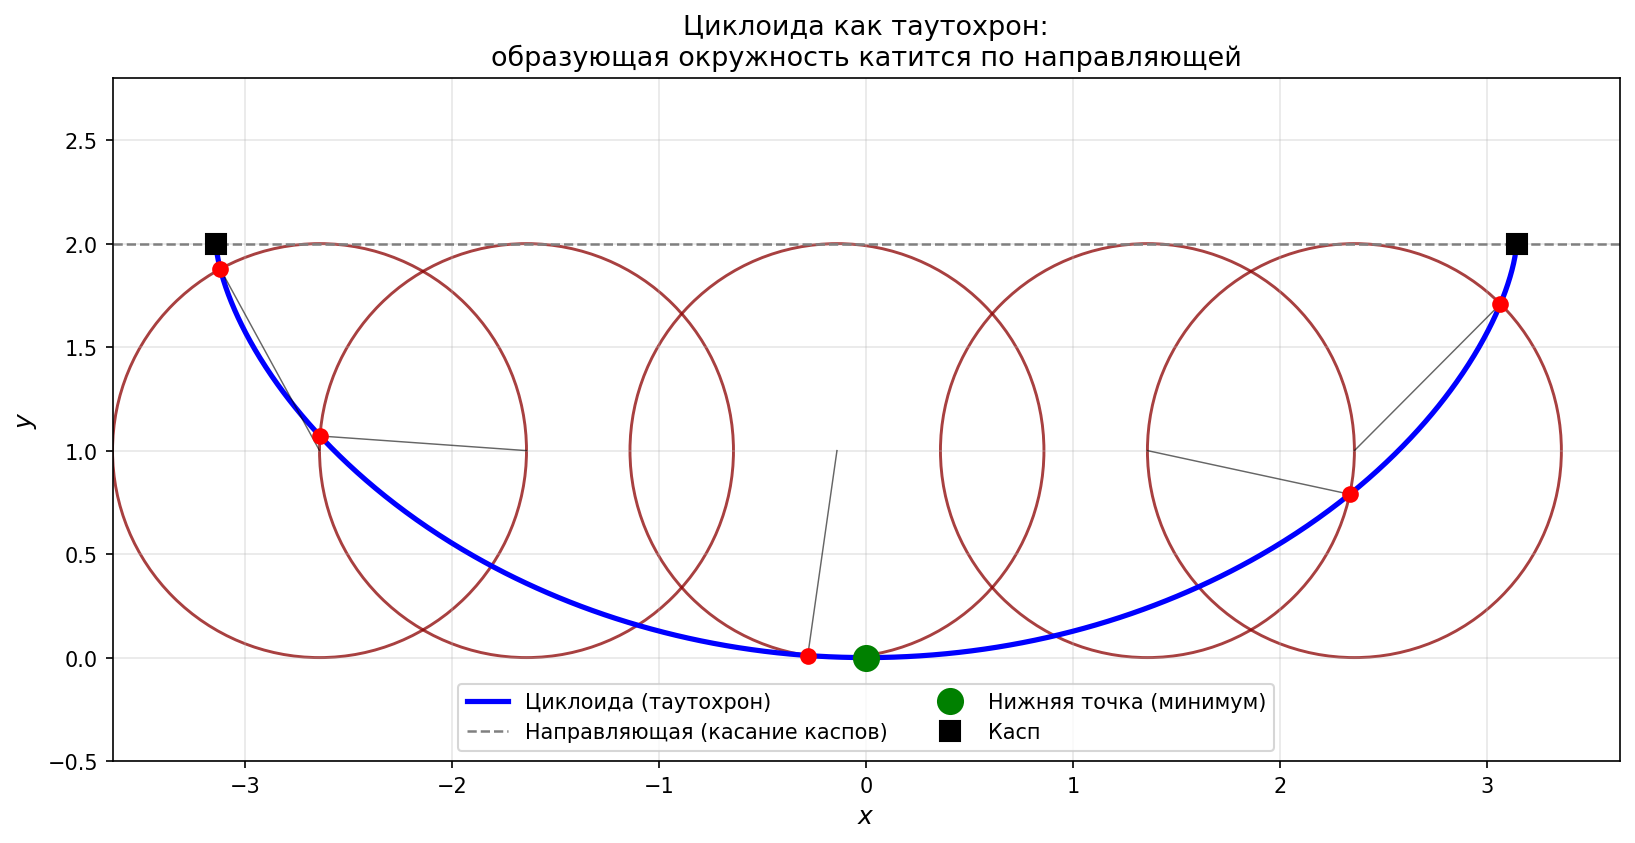 Циклоида как таутохрон:
образующая окружность катится по направляющей
y
2.5
2.0
1.5
1.0
0.5
0.0
−0.5
−3
−2
−1
0
1
2
3
x
Циклоида (таутохрон)
Направляющая (касание каспов)
Нижняя точка (минимум)
Касп